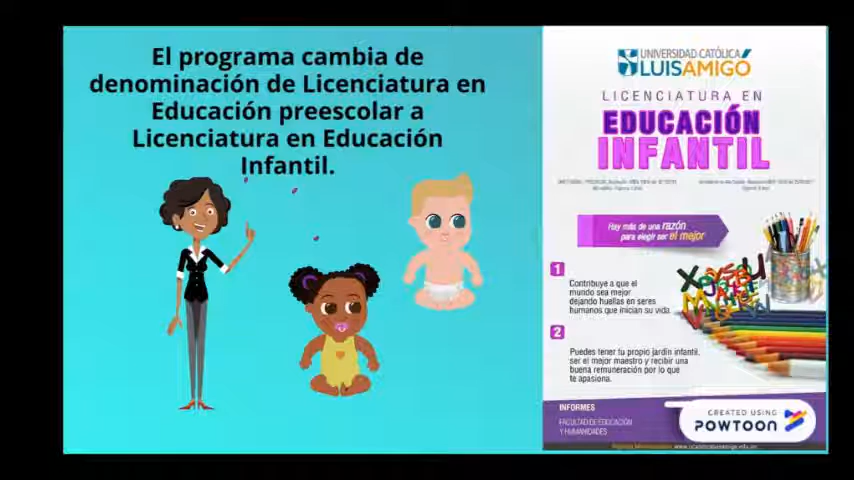 El programa cambia de
denominación de Licenciatura en
Educación preescolar a
Licenciatura en Educación
Infantil.
UNIVERSIDAD CATÓLICA
LUIS AMIGÓ
LICENCIATURA EN
EDUCACIÓN
INFANTIL
Hay más de una razón
para elegir ser el mejor
1
Contribuye a que el
mundo sea mejor
dejando huellas en seres
humanos que inician su vida.
2
Puedes tener tu propio jardín infantil,
ser el mejor maestro y recibir una
buena remuneración por lo que
te apasiona.
INFORMES
FACULTAD DE EDUCACIÓN
Y HUMANIDADES
CREATED USING
POWTOON